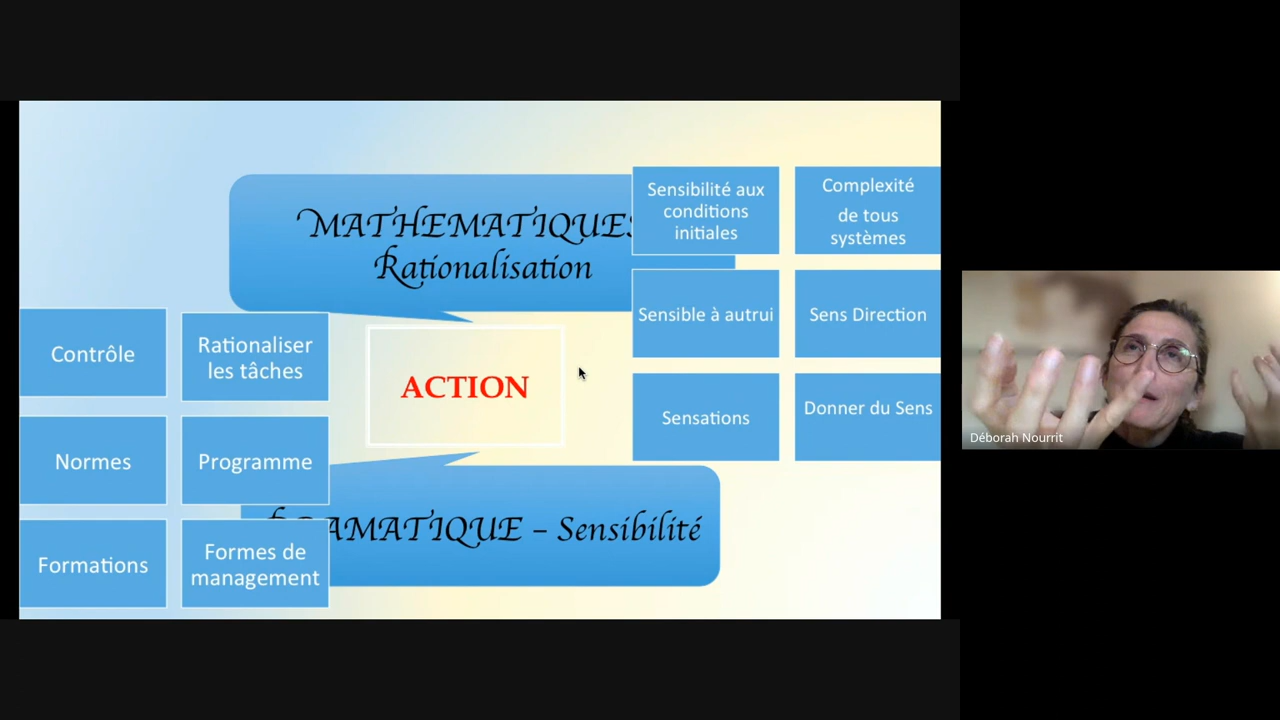 MATHEMATIQUES
Rationalisation
Sensibilité aux
conditions
initiales
Complexité
de tous
systèmes
Sensible à autrui
Sens Direction
Sensations
Donner du Sens
Contrôle
Rationaliser
les tâches
Normes
Programme
Formations
Formes de
management
ACTION
– Sensibilité
Déborah Nourrit